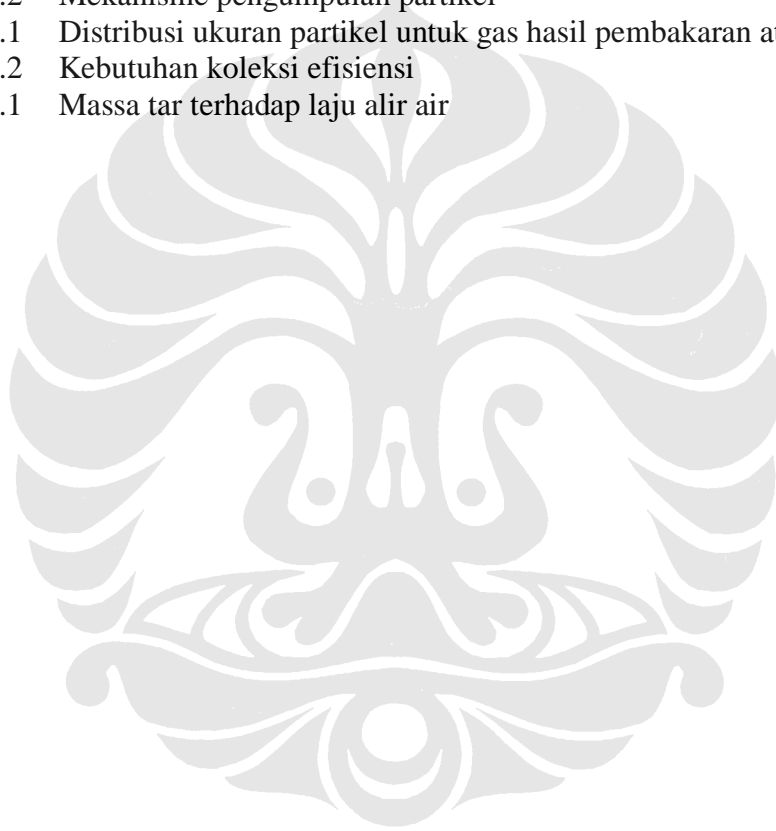 .2 Mekanisme pengumpulan partikel
.1 Distribusi ukuran partikel untuk gas hasil pembakaran
.2 Kebutuhan koleksi efisiensi
.1 Massa tar terhadap laju alir air